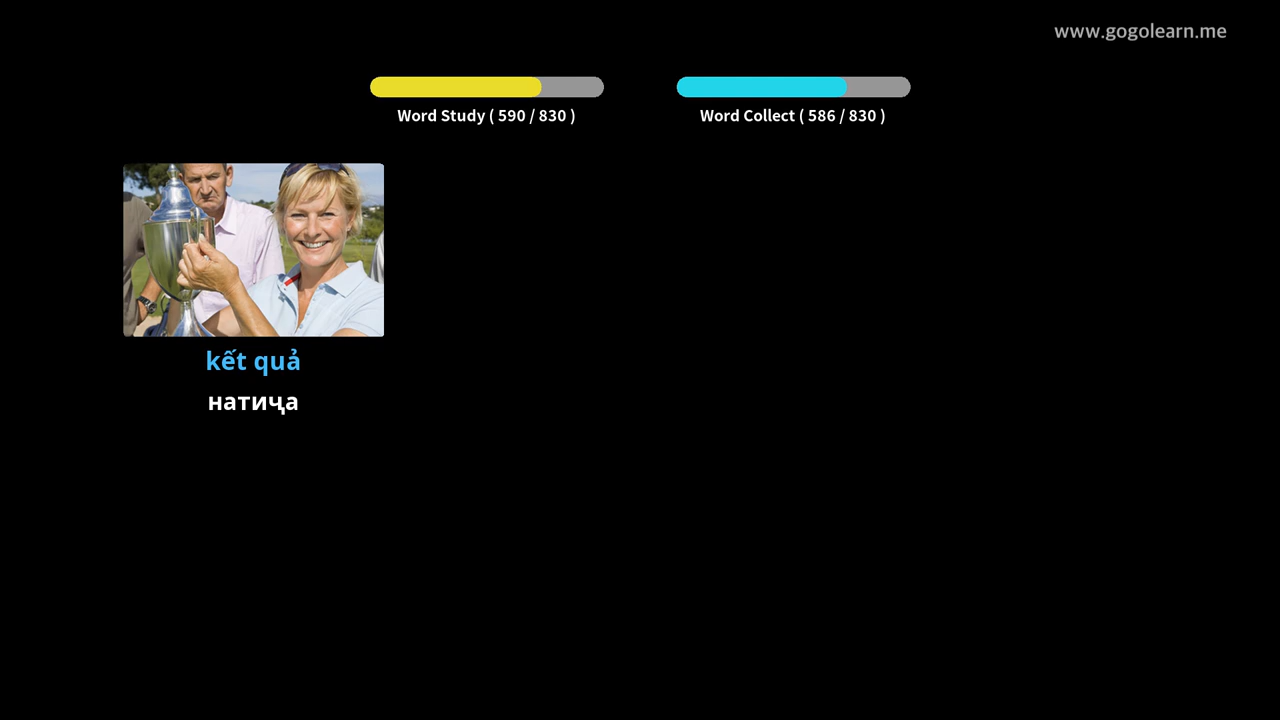 www.gogolearn.me
Word Study ( 590 / 830 )
Word Collect ( 586 / 830 )
kết quả
натиҷа